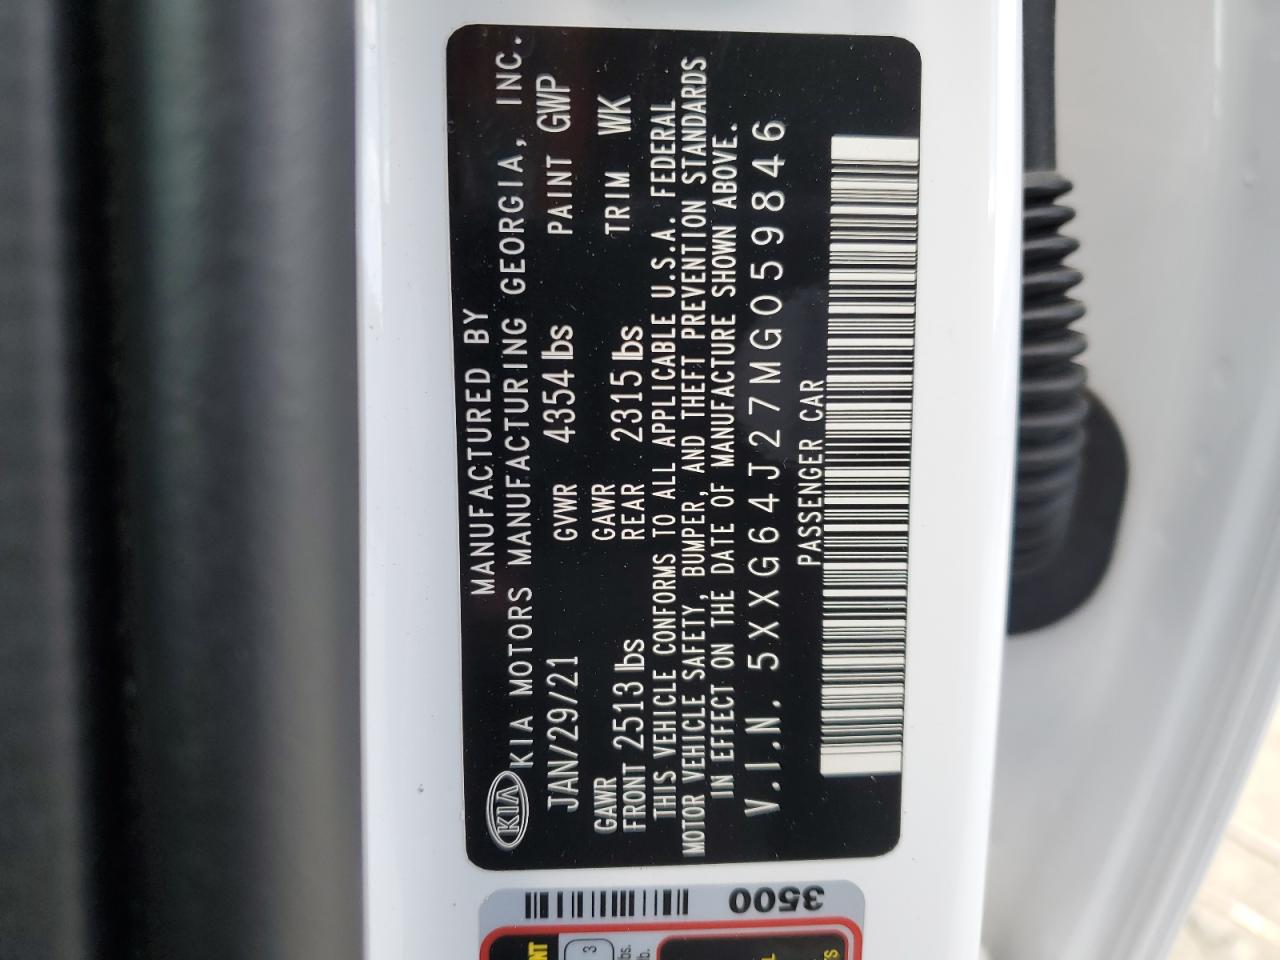 MANUFACTURED BY
KIA KIA MOTORS MANUFACTURING GEORGIA, INC.
JAN/29/21 GVWR 4354 lbs PAINT GWP
GAWR FRONT 2513 lbs GAWR REAR 2315 lbs TRIM WK
THIS VEHICLE CONFORMS TO ALL APPLICABLE U.S.A. FEDERAL
MOTOR VEHICLE SAFETY, BUMPER, AND THEFT PREVENTION STANDARDS
IN EFFECT ON THE DATE OF MANUFACTURE SHOWN ABOVE.
V.I.N. 5XXG64J27MG059846
PASSENGER CAR
3500
3